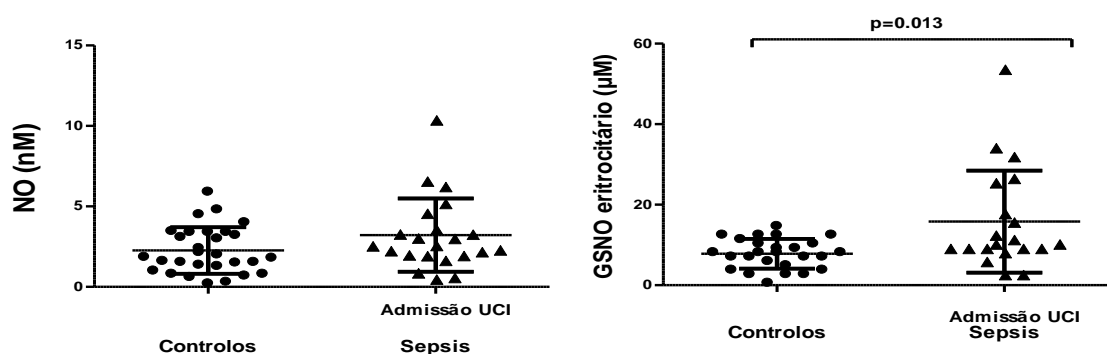 15
10
5
0
NO (nM)
Admissão UCI
Controlos
Sepsis
p=0.013
60
40
20
0
GSNO eritrocitário (µM)
Admissão UCI
Controlos
Sepsis